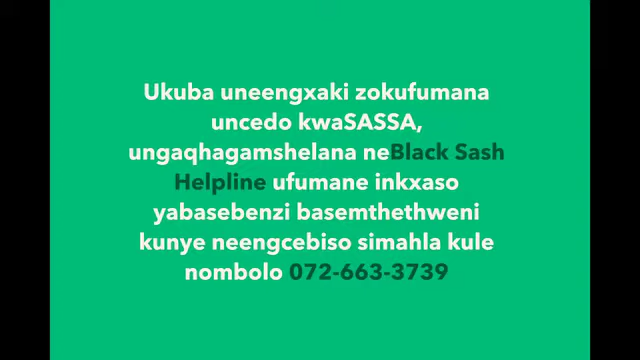 Ukuba uneengxaki zokufumana
uncedo kwaSASSA,
ungaqhagamshelana neBlack Sash
Helpline ufumane inkxaso
yabasebenzi basemthethweni
kunye neengcebiso simahla kule
nombolo 072-663-3739